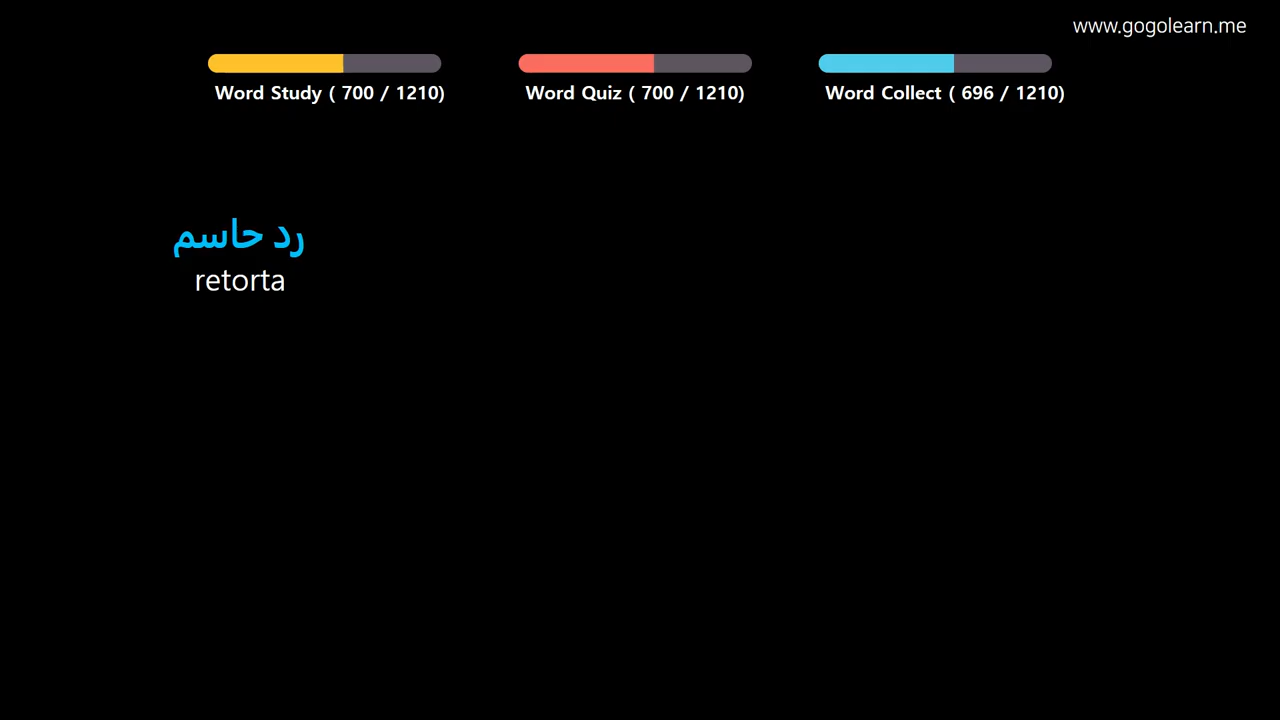 www.gogolearn.me
Word Study ( 700 / 1210)
Word Quiz ( 700 / 1210)
Word Collect ( 696 / 1210)
رد حاسم
retorta